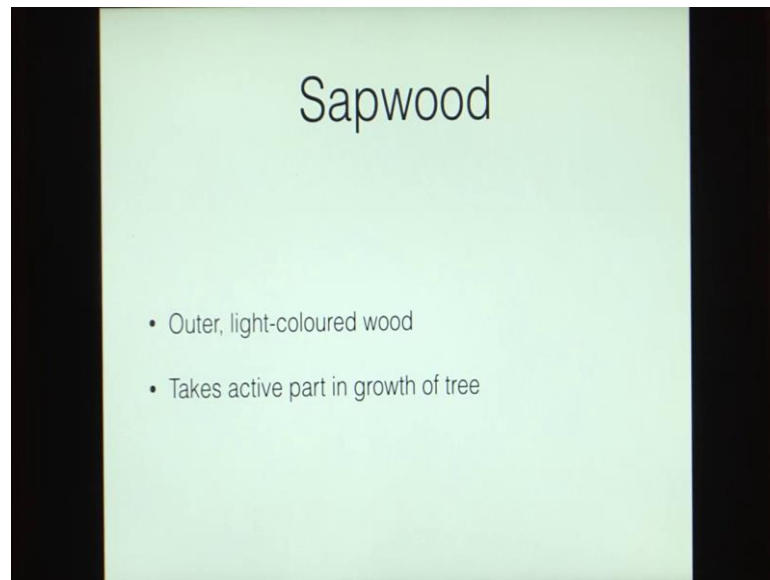 Sapwood
• Outer, light-coloured wood
• Takes active part in growth of tree